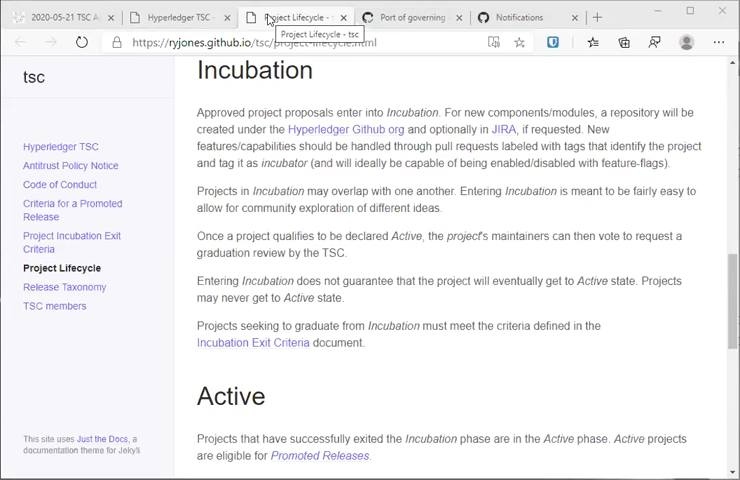 2020-05-21 TSC A
Hyperledger TSC -
Project Lifecycle -
Port of governing
Notifications
Project Lifecycle - tsc
https://ryjones.github.io/tsc/project-lifecycle.html
tsc
Hyperledger TSC
Antitrust Policy Notice
Code of Conduct
Criteria for a Promoted
Release
Project Incubation Exit
Criteria
Project Lifecycle
Release Taxonomy
TSC members
This site uses Just the Docs, a
documentation theme for Jekyll.
Incubation
Approved project proposals enter into Incubation. For new components/modules, a repository will be
created under the Hyperledger Github org and optionally in JIRA, if requested. New
features/capabilities should be handled through pull requests labeled with tags that identify the project
and tag it as incubator (and will ideally be capable of being enabled/disabled with feature-flags).
Projects in Incubation may overlap with one another. Entering Incubation is meant to be fairly easy to
allow for community exploration of different ideas.
Once a project qualifies to be declared Active, the project's maintainers can then vote to request a
graduation review by the TSC.
Entering Incubation does not guarantee that the project will eventually get to Active state. Projects
may never get to Active state.
Projects seeking to graduate from Incubation must meet the criteria defined in the
Incubation Exit Criteria document.
Active
Projects that have successfully exited the Incubation phase are in the Active phase. Active projects
are eligible for Promoted Releases.